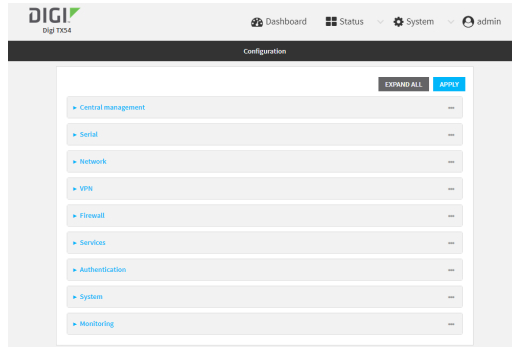 DIGI
Digi TX54
Dashboard Status System admin
Configuration
EXPAND ALL APPLY
Central management
Serial
Network
VPN
Firewall
Services
Authentication
System
Monitoring